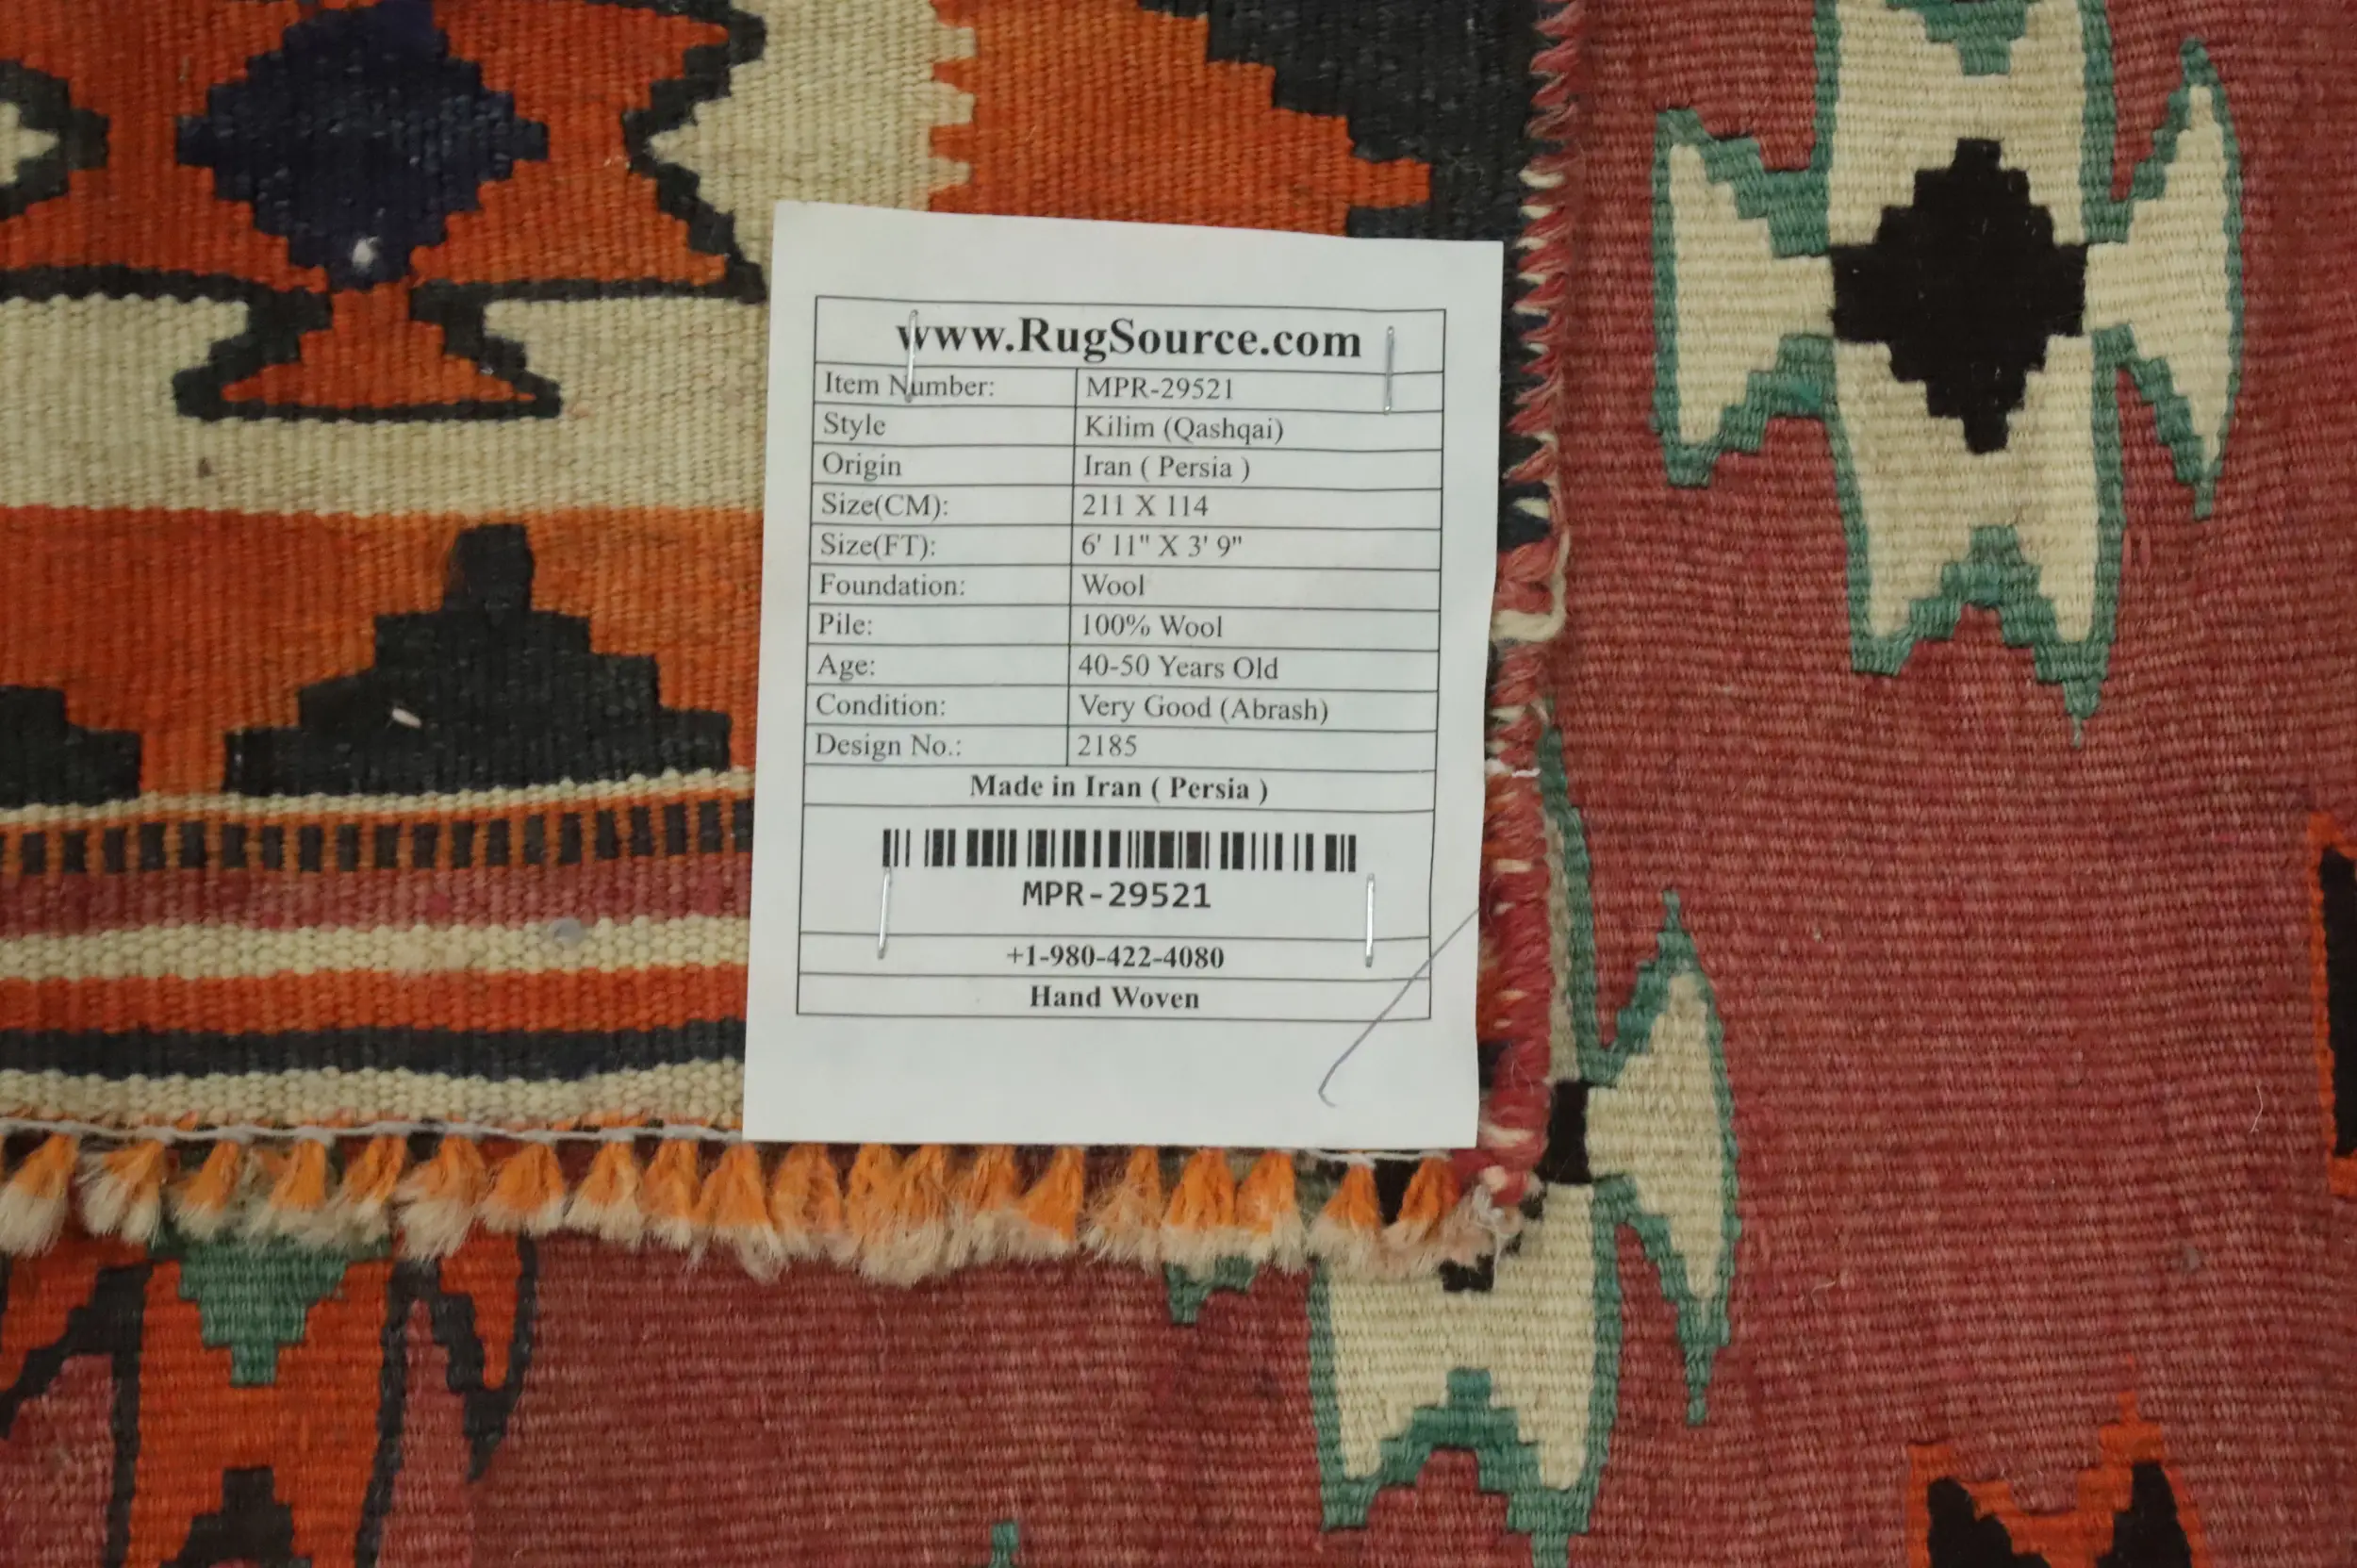 www.RugSource.com
Item Number: MPR-29521
Style Kilim (Qashqai)
Origin Iran ( Persia )
Size(CM): 211 X 114
Size(FT): 6' 11" X 3' 9"
Foundation: Wool
Pile: 100% Wool
Age: 40-50 Years Old
Condition: Very Good (Abrash)
Design No.: 2185
Made in Iran ( Persia )
MPR-29521
+1-980-422-4080
Hand Woven